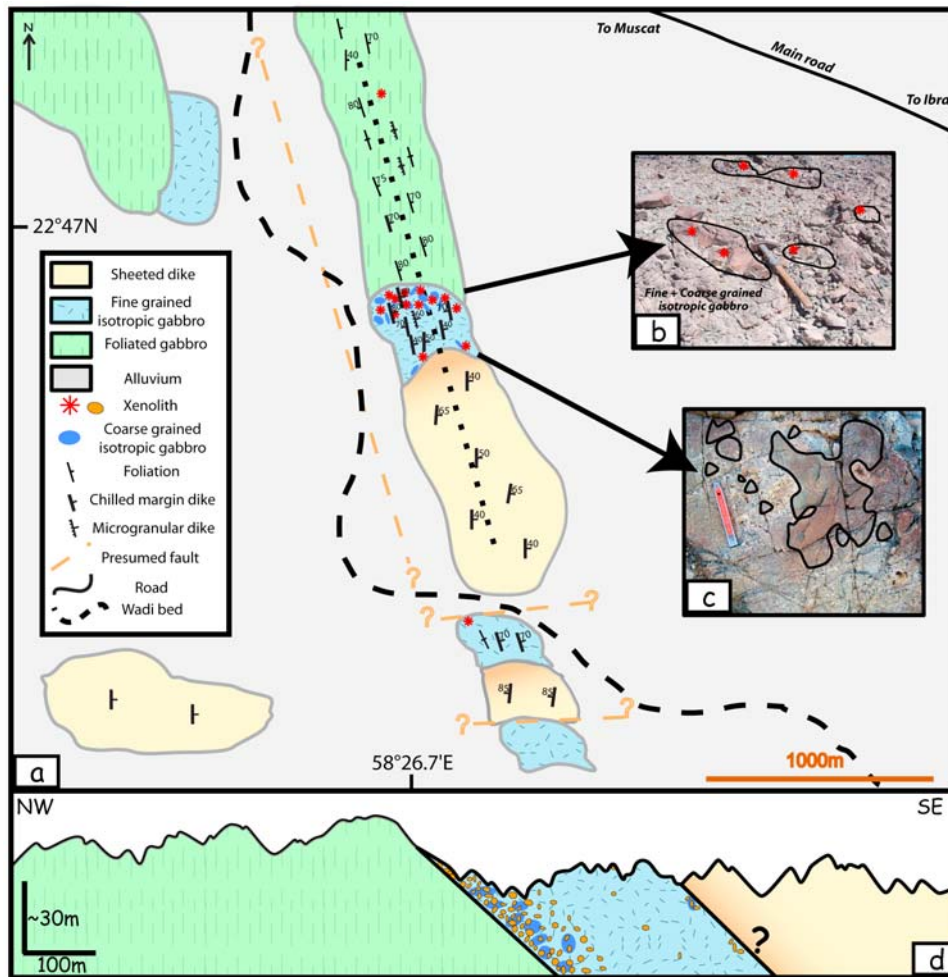 N
To Muscat
Main road
To Ibra
22°47N
Sheeted dike
Fine grained
isotropic gabbro
Foliated gabbro
Alluvium
Xenolith
Coarse grained
isotropic gabbro
Foliation
Chilled margin dike
Microgranular dike
Presumed fault
Road
Wadi bed
?
70
40
80
75
70
70
80
80
Fine + Coarse grained
isotropic gabbro
b
70
60
40
40
65
50
65
40
40
c
?
?
?
70
70
85
85
?
?
58°26.7'E
1000m
a
NW
SE
~30m
100m
?
d